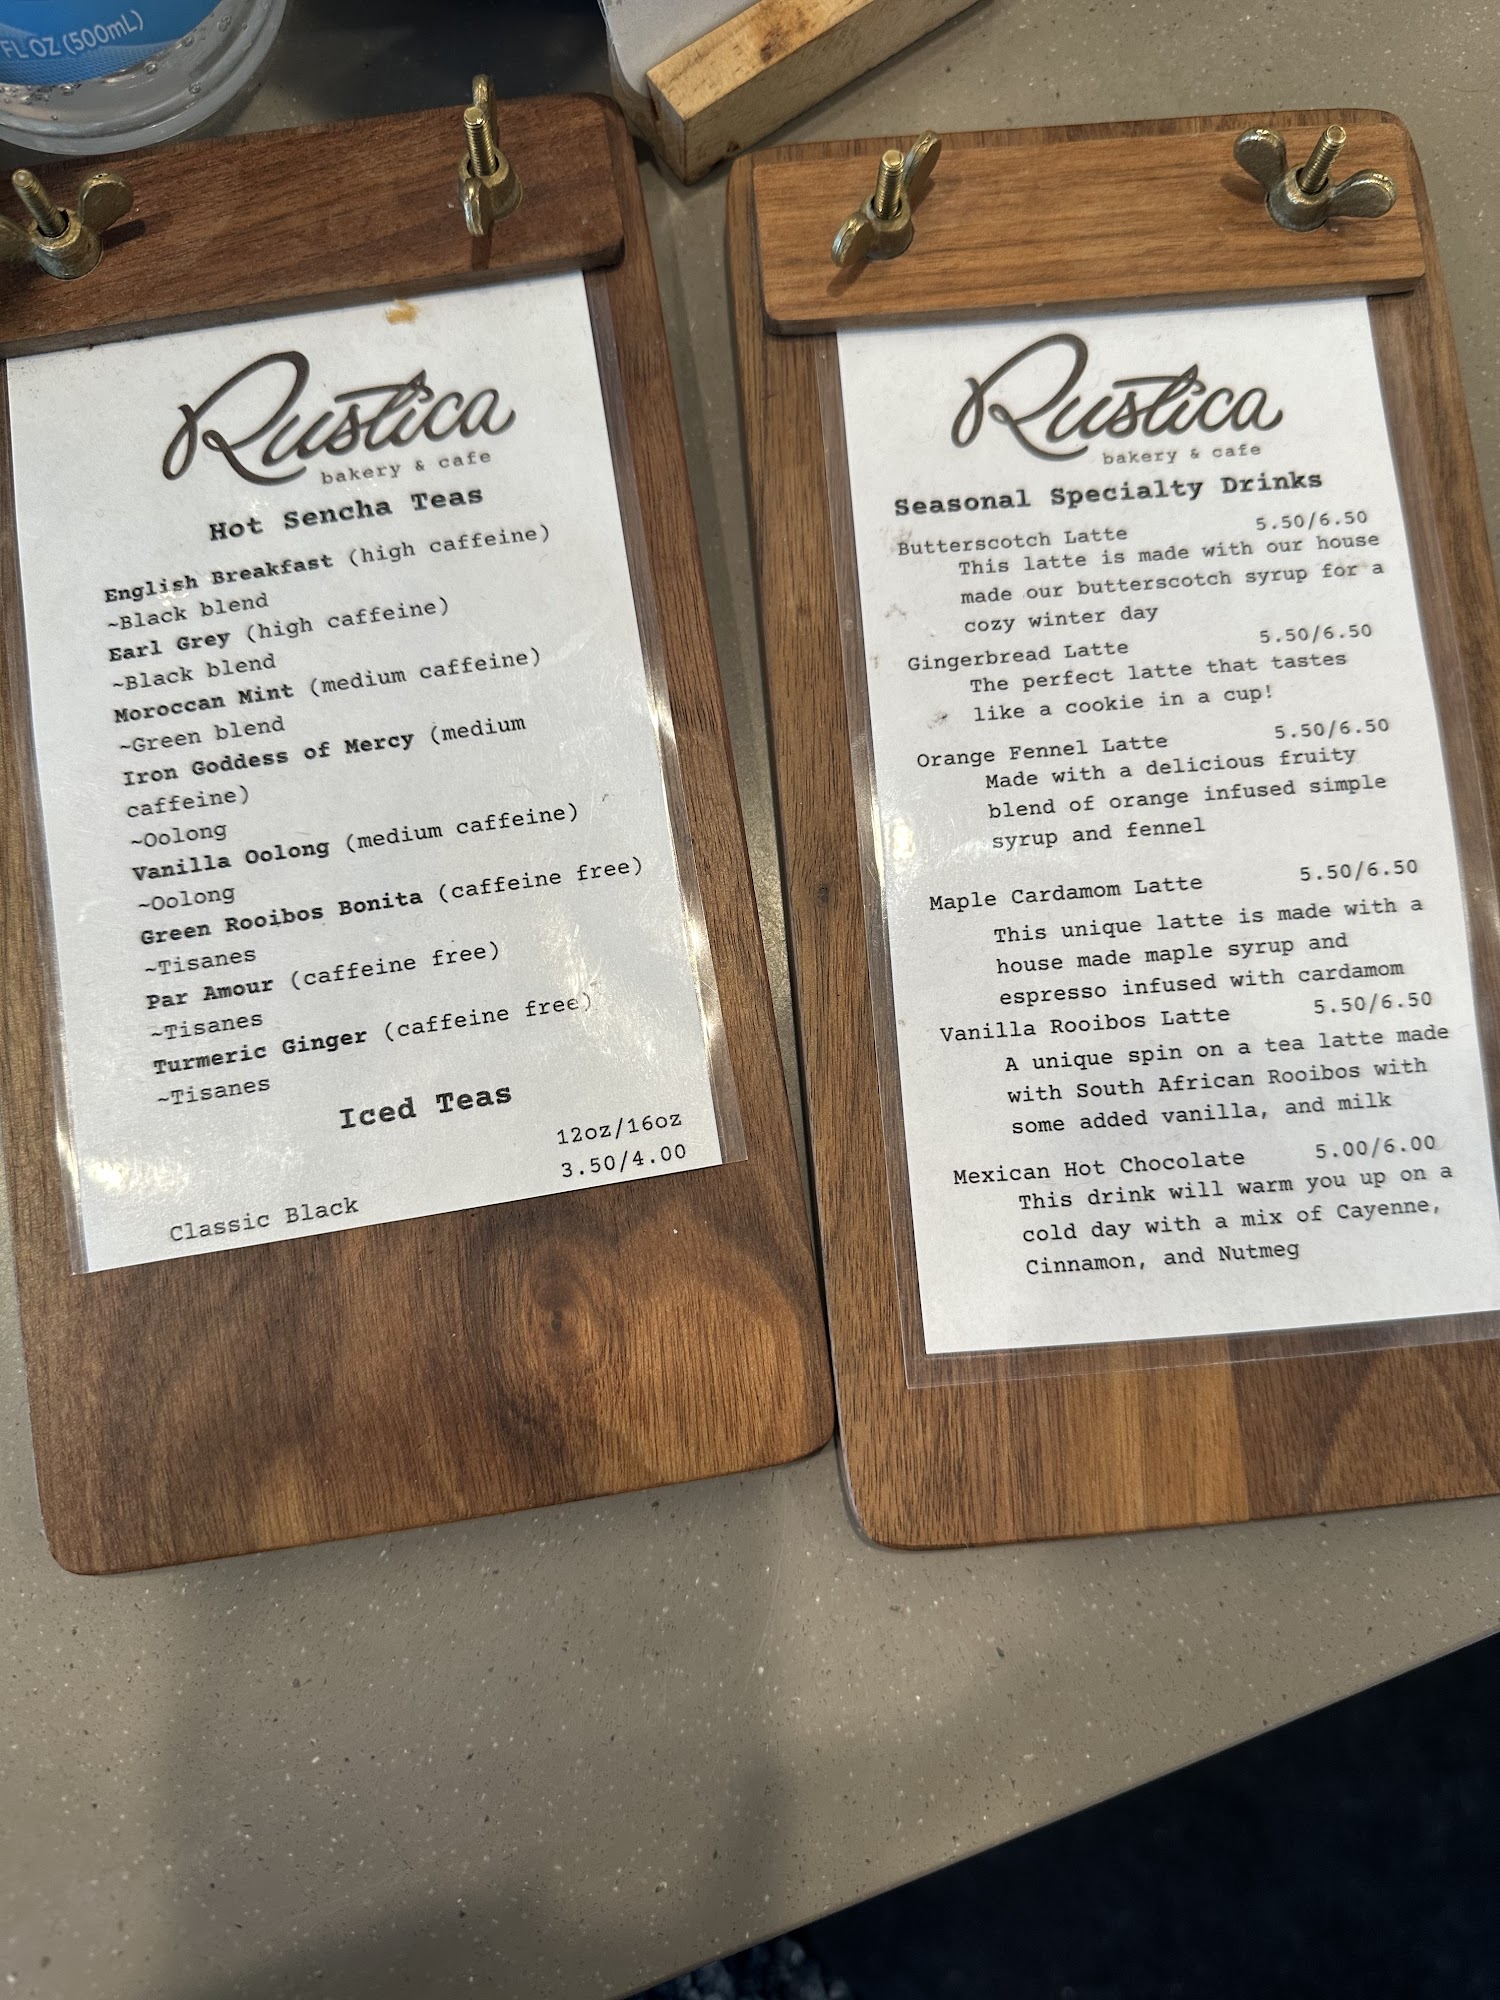 FL OZ (500mL)
Rustica
bakery & cafe
Hot Sencha Teas
English Breakfast (high caffeine)
~Black blend
Earl Grey (high caffeine)
~Black blend
Moroccan Mint (medium caffeine)
~Green blend
Iron Goddess of Mercy (medium
caffeine)
~Oolong
Vanilla Oolong (medium caffeine)
~Oolong
Green Rooibos Bonita (caffeine free)
~Tisanes
Par Amour (caffeine free)
~Tisanes
Turmeric Ginger (caffeine free)
~Tisanes
Iced Teas
12oz/16oz
3.50/4.00
Classic Black
Rustica
bakery & cafe
Seasonal Specialty Drinks
Butterscotch Latte 5.50/6.50
This latte is made with our house
made our butterscotch syrup for a
cozy winter day
Gingerbread Latte 5.50/6.50
The perfect latte that tastes
like a cookie in a cup!
Orange Fennel Latte 5.50/6.50
Made with a delicious fruity
blend of orange infused simple
syrup and fennel
Maple Cardamom Latte 5.50/6.50
This unique latte is made with a
house made maple syrup and
espresso infused with cardamom
Vanilla Rooibos Latte 5.50/6.50
A unique spin on a tea latte made
with South African Rooibos with
some added vanilla, and milk
Mexican Hot Chocolate 5.00/6.00
This drink will warm you up on a
cold day with a mix of Cayenne,
Cinnamon, and Nutmeg